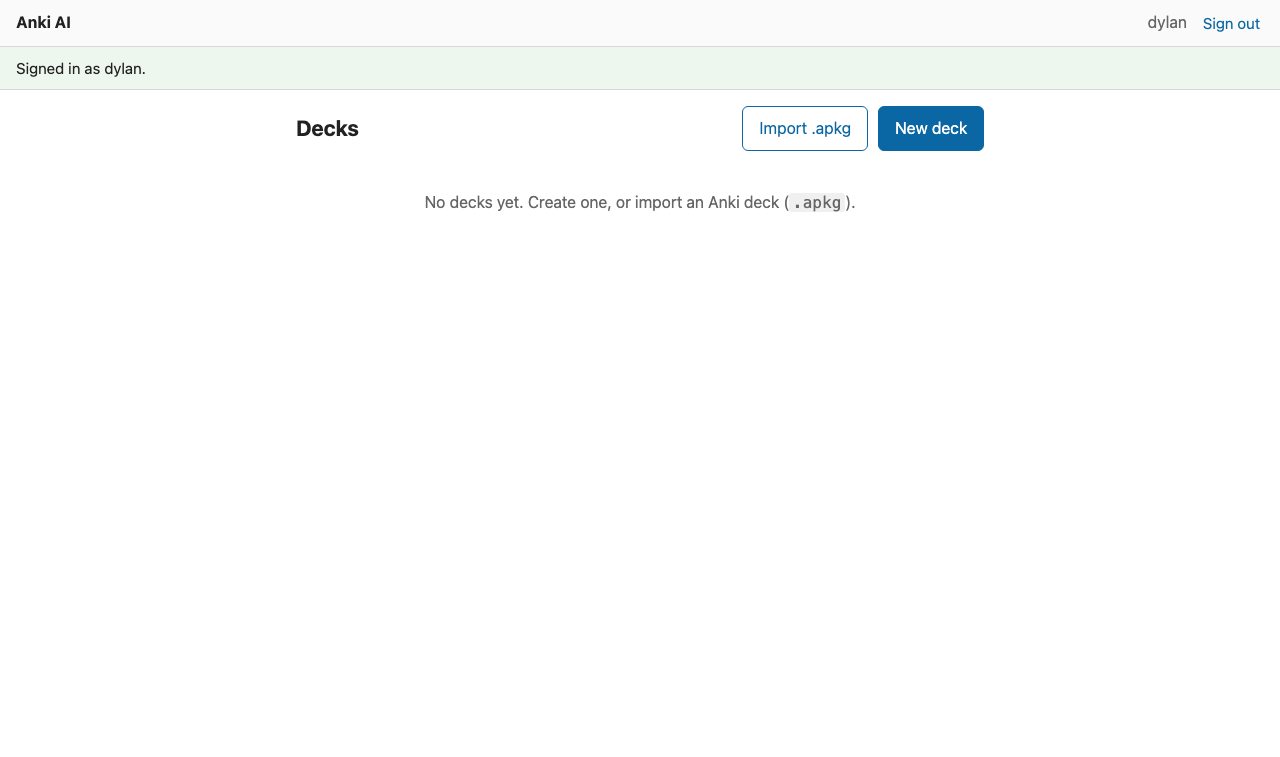 Anki AI
dylan
Sign out
Signed in as dylan.
Decks
Import .apkg
New deck
No decks yet. Create one, or import an Anki deck (.apkg).